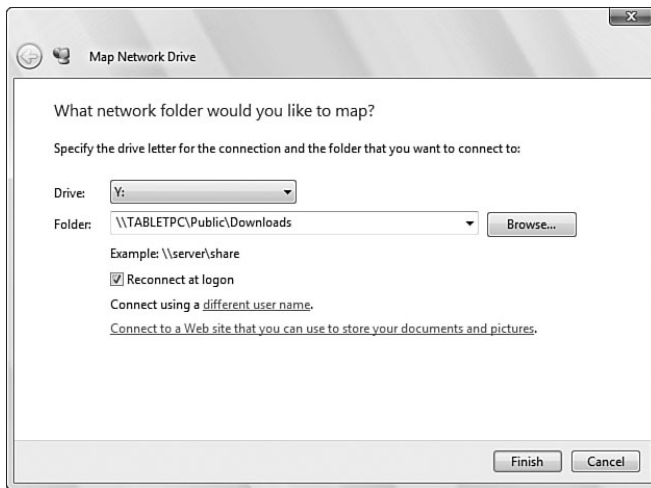 Map Network Drive
What network folder would you like to map?
Specify the drive letter for the connection and the folder that you want to connect to:
Drive: Y:
Folder: \\TABLETPC\Public\Downloads Browse...
Example: \\server\share
Reconnect at logon
Connect using a different user name.
Connect to a Web site that you can use to store your documents and pictures.
Finish Cancel